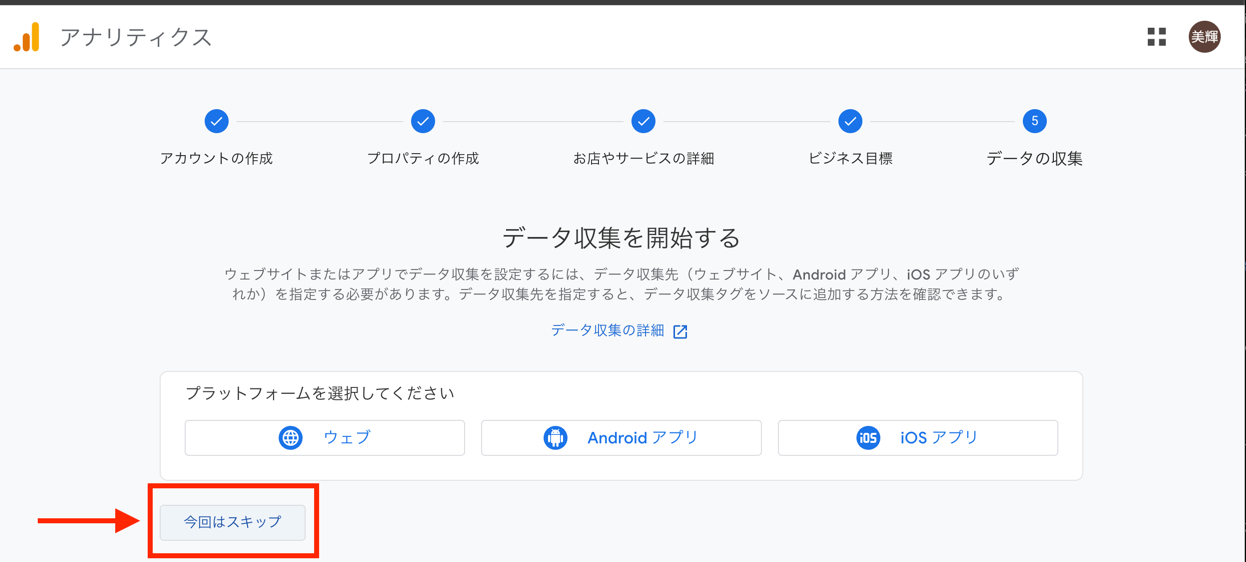 アナリティクス
美輝
5
アカウントの作成
プロパティの作成
お店やサービスの詳細
ビジネス目標
データの収集
データ収集を開始する
ウェブサイトまたはアプリでデータ収集を設定するには、データ収集先（ウェブサイト、Android アプリ、iOS アプリのいず
れか）を指定する必要があります。データ収集先を指定すると、データ収集タグをソースに追加する方法を確認できます。
データ収集の詳細
プラットフォームを選択してください
ウェブ
Android アプリ
iOS
iOS アプリ
今回はスキップ